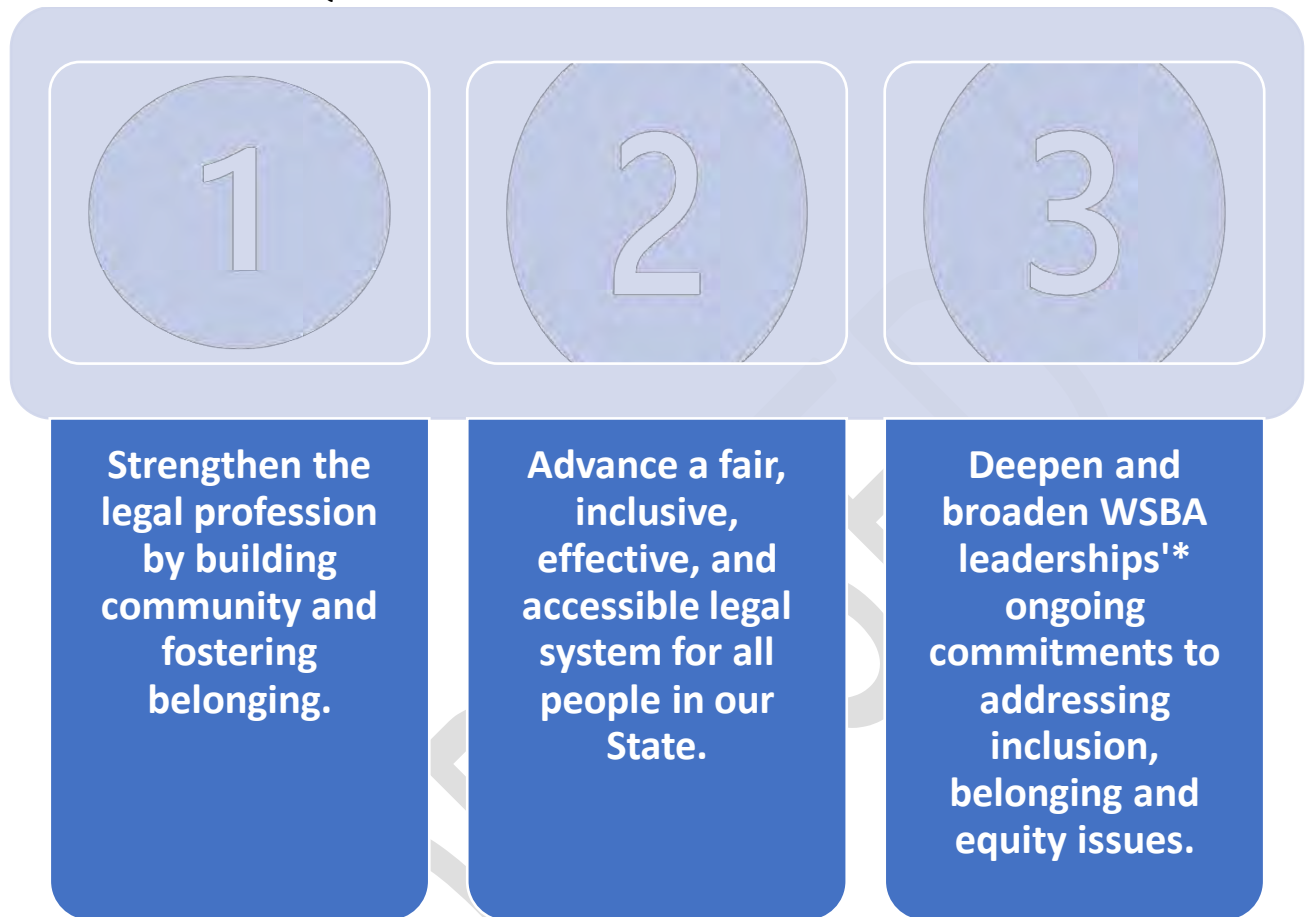 1
2
3
Strengthen the
legal profession
by building
community and
fostering
belonging.
Advance a fair,
inclusive,
effective, and
accessible legal
system for all
people in our
State.
Deepen and
broaden WSBA
leaderships'*
ongoing
commitments to
addressing
inclusion,
belonging and
equity issues.